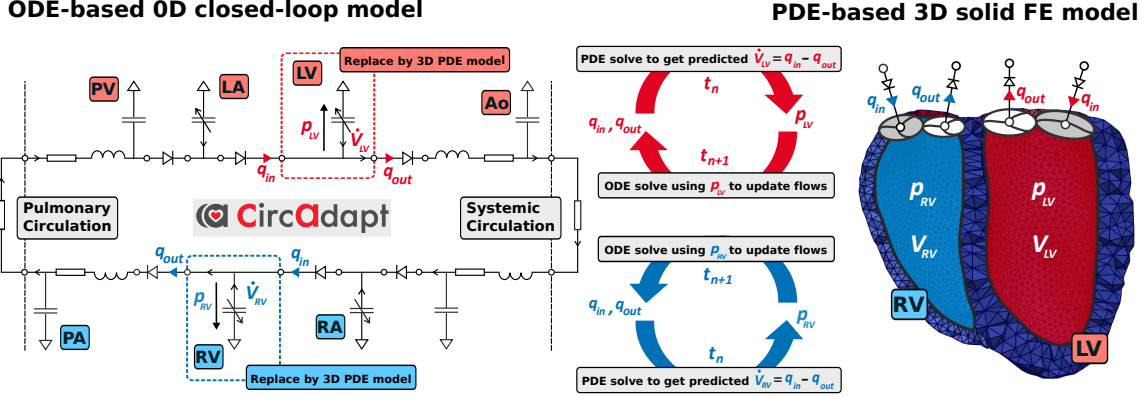 ODE-based 0D closed-loop model
PDE-based 3D solid FE model
PV
LA
LV
Replace by 3D PDE model
Ao
p_LV
V̇_LV
q_in
q_out
Pulmonary
Circulation
CircAdapt
Systemic
Circulation
q_out
q_in
p_RV
V̇_RV
PA
RV
RA
Replace by 3D PDE model
PDE solve to get predicted V̇_LV = q_in – q_out
t_n
q_in , q_out
p_LV
t_n+1
ODE solve using p_LV to update flows
ODE solve using p_RV to update flows
t_n+1
q_in , q_out
p_RV
t_n
PDE solve to get predicted V̇_RV = q_in – q_out
q_in
q_out
q_out
q_in
p_RV
V_RV
p_LV
V_LV
RV
LV